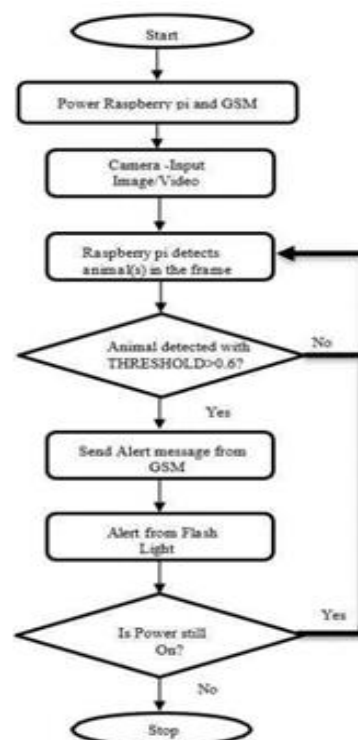 Start
Power Raspberry pi and GSM
Camera -Input
Image/Video
Raspberry pi detects
animal(s) in the frame
Animal detected with
THRESHOLD>0.6?
No
Yes
Send Alert message from
GSM
Alert from Flash
Light
Is Power still
On?
Yes
No
Stop